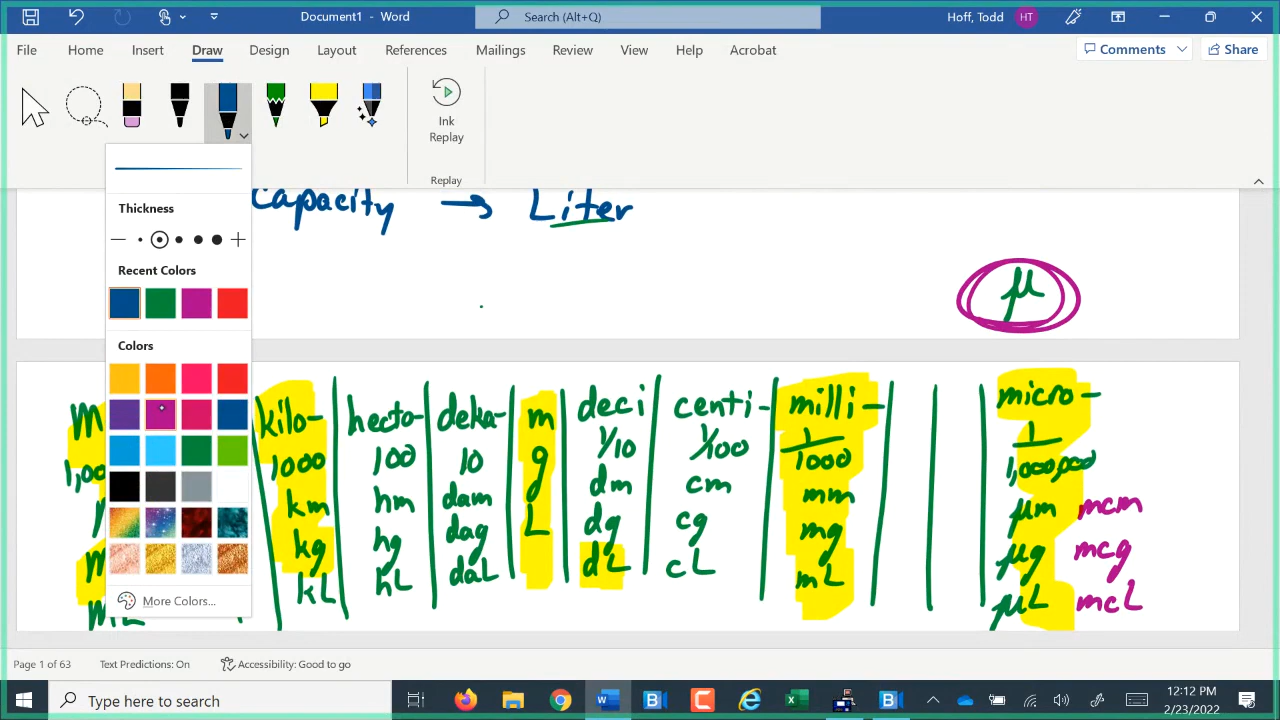 Document1 - Word
Search (Alt+Q)
Hoff, Todd
HT
File Home Insert Draw Design Layout References Mailings Review View Help Acrobat
Comments
Share
Ink
Replay
Replay
Thickness
Recent Colors
Colors
More Colors...
Capacity → Liter
μ
M kilo- hecto- deka- m deci centi- milli- micro-
1,00 1000 100 10 g 1/10 1/100 1/1000 1/1,000,000
km hm dam L dm cm mm μm mcm
kg hg dag dg cg mg μg mcg
ML kL hL daL dL cL mL μL mcL
Page 1 of 63
Text Predictions: On
Accessibility: Good to go
Type here to search
12:12 PM
2/23/2022